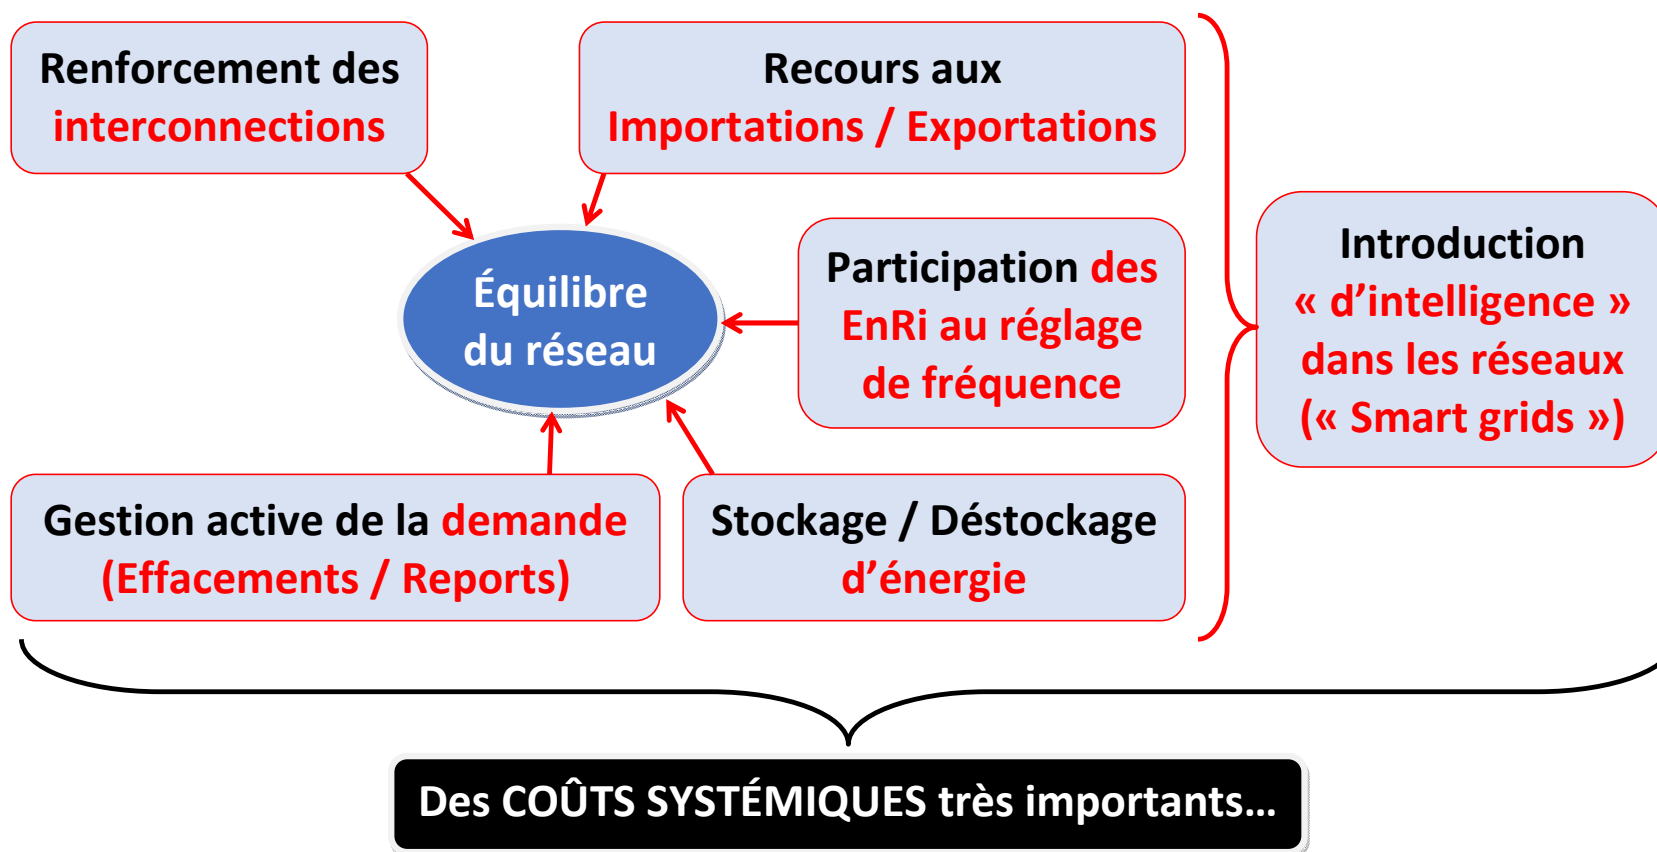 Renforcement des
interconnections
Recours aux
Importations / Exportations
Équilibre
du réseau
Participation des
EnRi au réglage
de fréquence
Introduction
« d’intelligence »
dans les réseaux
(« Smart grids »)
Gestion active de la demande
(Effacements / Reports)
Stockage / Déstockage
d’énergie
Des COÛTS SYSTÉMIQUES très importants…